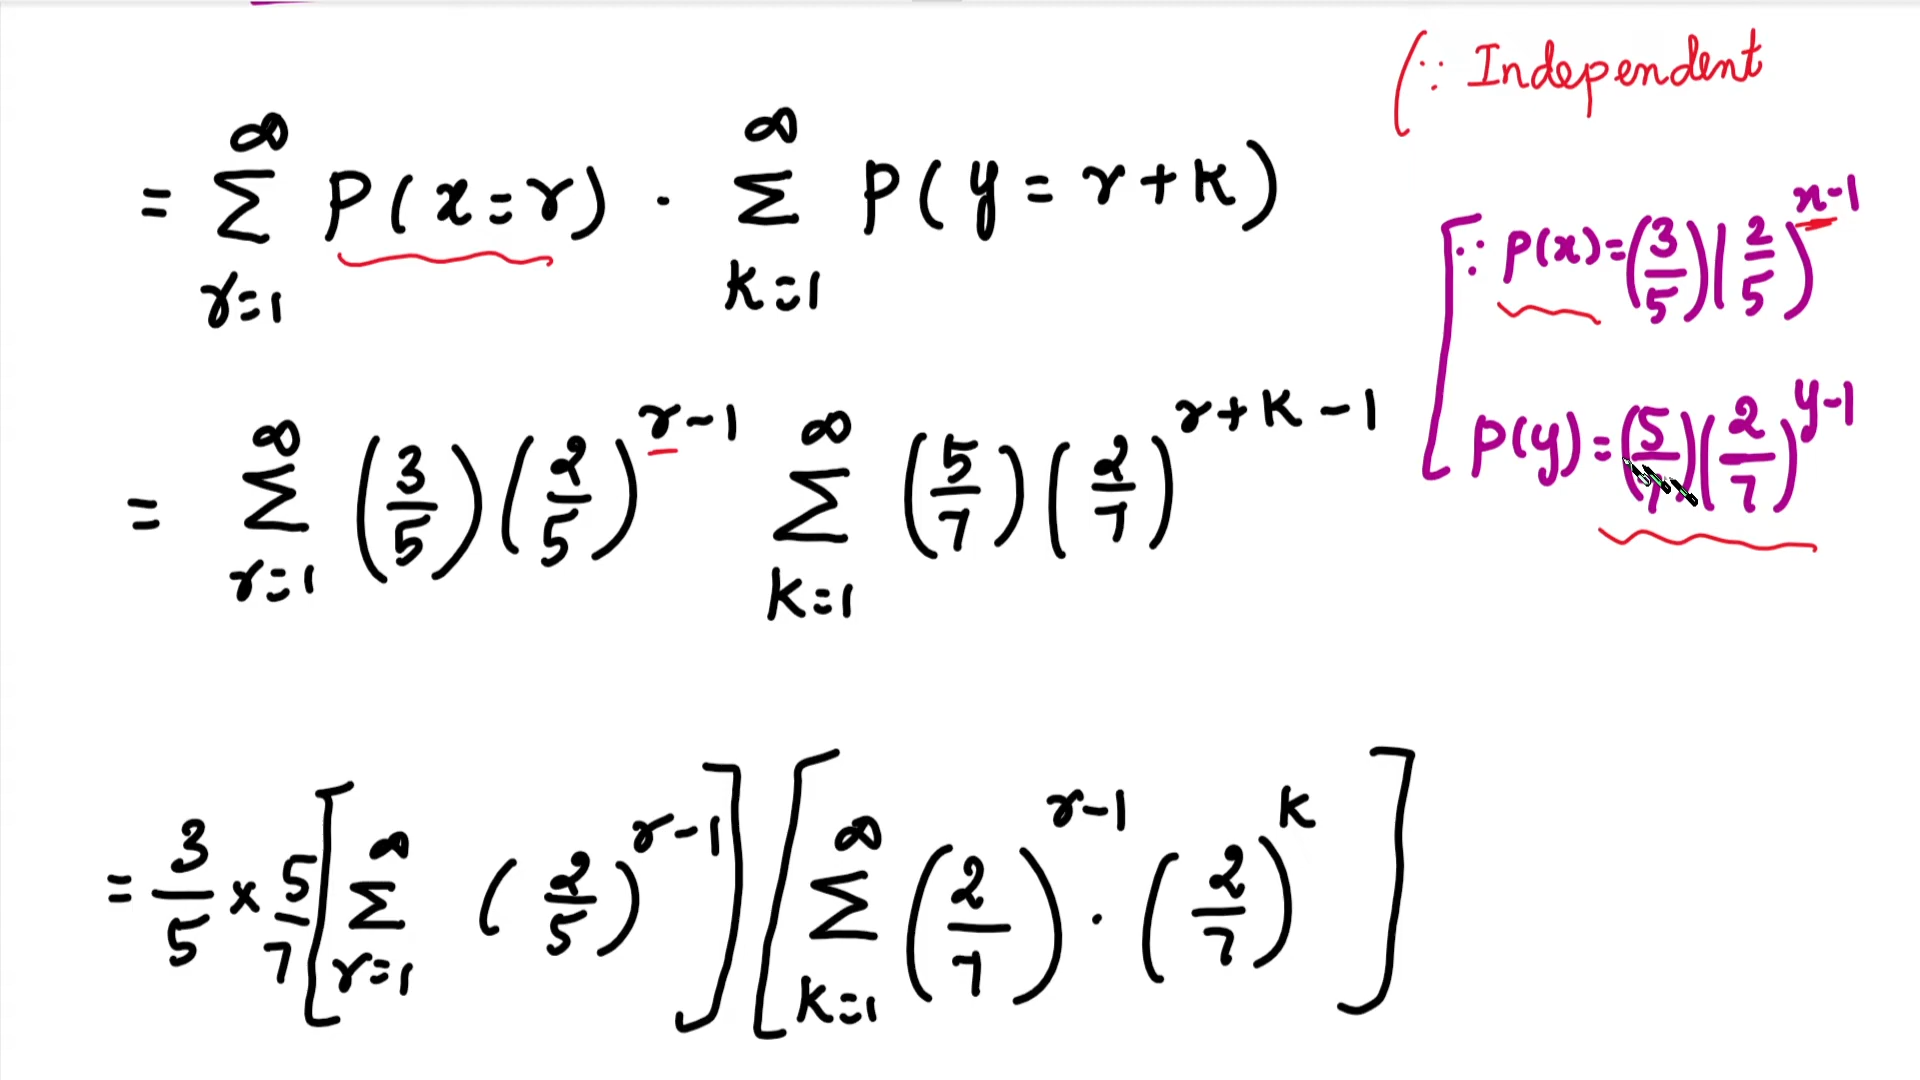 (∵ Independent
= ∞ Σ r=1 P(x=r) · ∞ Σ k=1 P(y=r+k)
[∵ P(x)=(3/5)(2/5)^x-1
P(y)=(5/7)(2/7)^y-1
= ∞ Σ r=1 (3/5)(2/5)^r-1 ∞ Σ k=1 (5/7)(2/7)^r+k-1
= 3/5 × 5/7 [∞ Σ r=1 (2/5)^r-1] [∞ Σ k=1 (2/7)^r-1 · (2/7)^k]